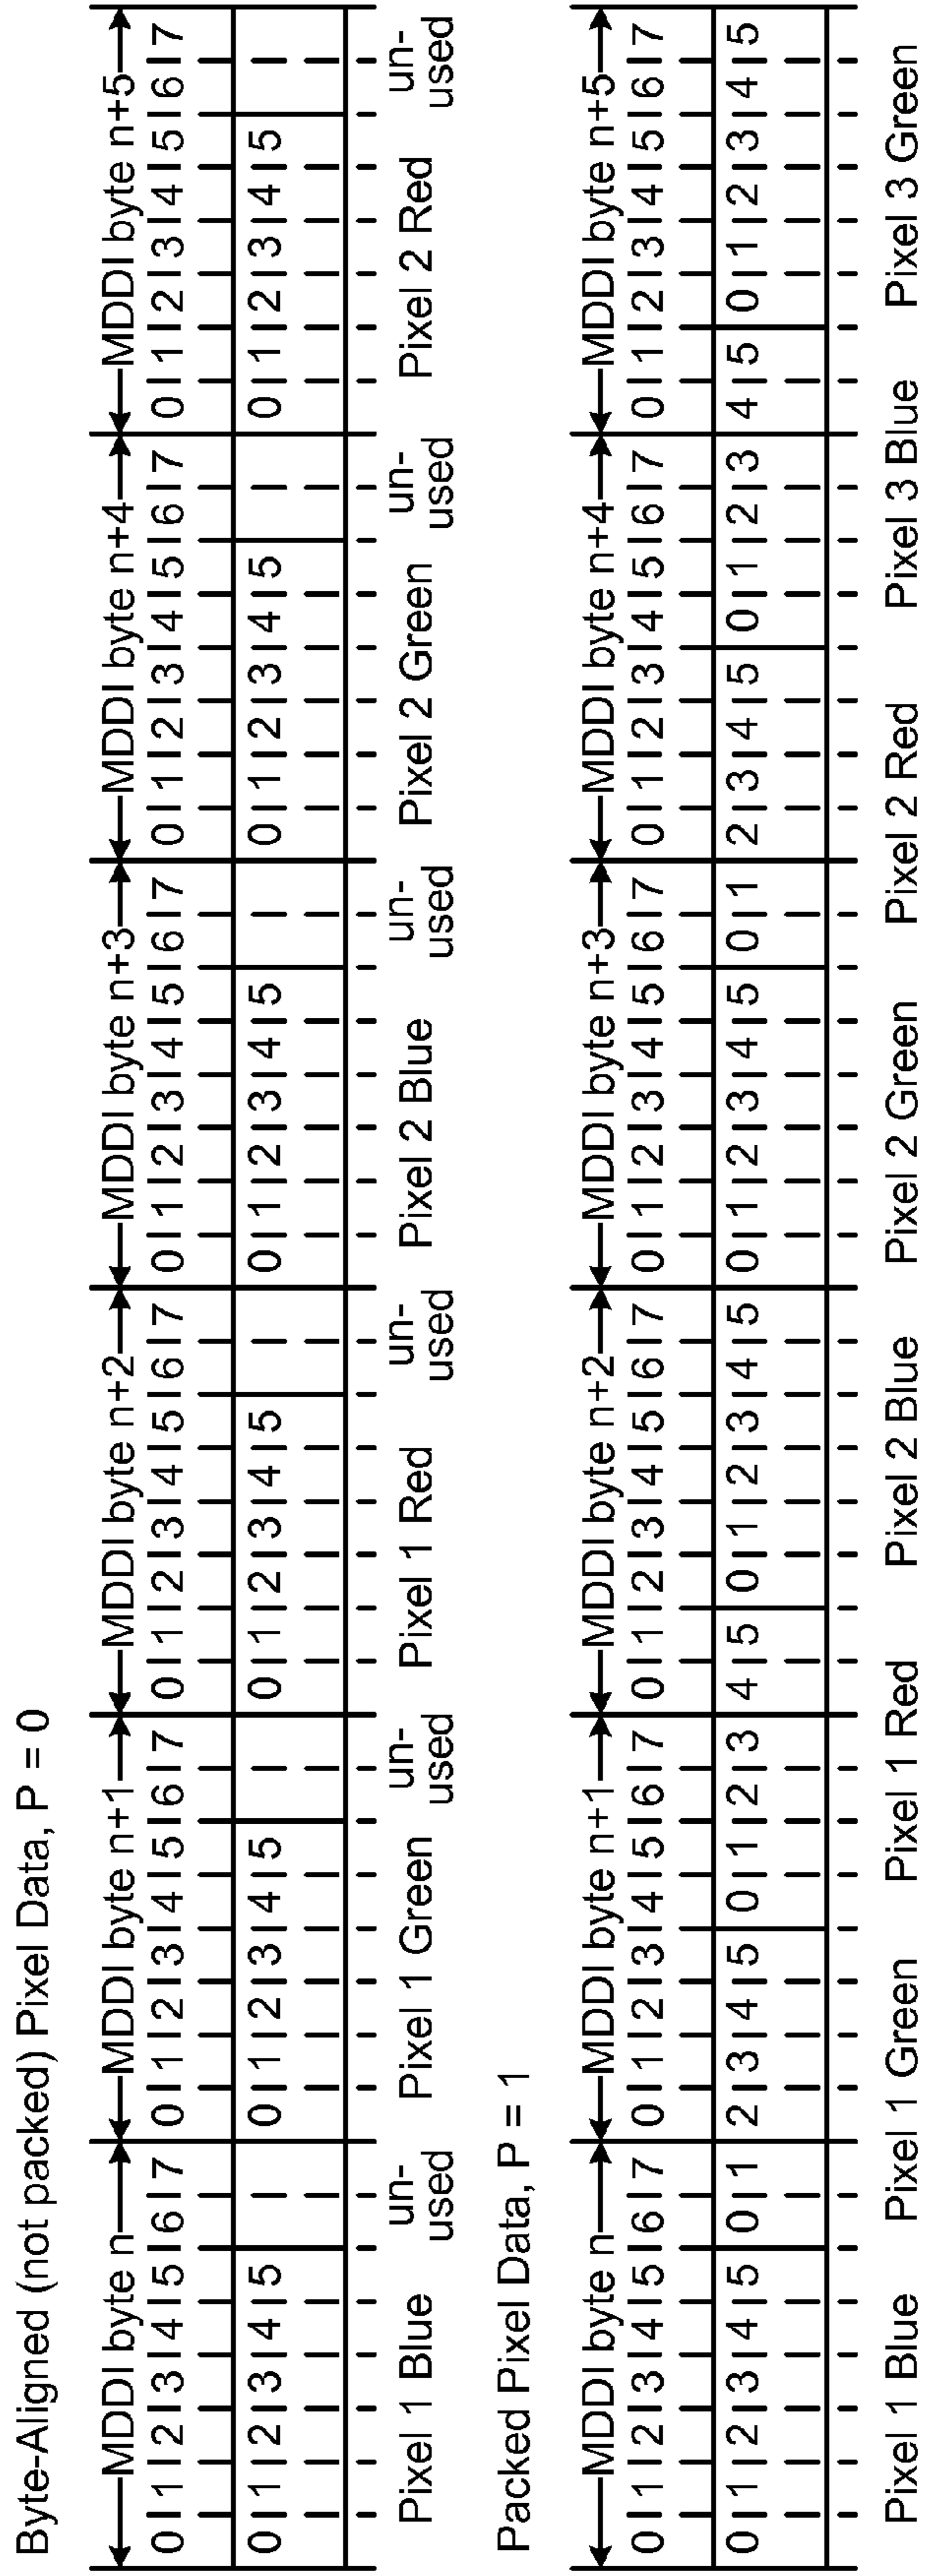 Byte-Aligned (not packed) Pixel Data, P = 0
MDDI byte n MDDI byte n+1 MDDI byte n+2 MDDI byte n+3 MDDI byte n+4 MDDI byte n+5
0 1 2 3 4 5 6 7 0 1 2 3 4 5 6 7 0 1 2 3 4 5 6 7 0 1 2 3 4 5 6 7 0 1 2 3 4 5 6 7 0 1 2 3 4 5 6 7
0 1 2 3 4 5 0 1 2 3 4 5 0 1 2 3 4 5 0 1 2 3 4 5 0 1 2 3 4 5 0 1 2 3 4 5
Pixel 1 Blue un-used Pixel 1 Green un-used Pixel 1 Red un-used Pixel 2 Blue un-used Pixel 2 Green un-used Pixel 2 Red un-used
Packed Pixel Data, P = 1
MDDI byte n MDDI byte n+1 MDDI byte n+2 MDDI byte n+3 MDDI byte n+4 MDDI byte n+5
0 1 2 3 4 5 6 7 0 1 2 3 4 5 6 7 0 1 2 3 4 5 6 7 0 1 2 3 4 5 6 7 0 1 2 3 4 5 6 7 0 1 2 3 4 5 6 7
0 1 2 3 4 5 0 1 2 3 4 5 0 1 2 3 4 5 0 1 2 3 4 5 0 1 2 3 4 5 0 1 2 3 4 5 0 1 2 3 4 5 0 1 2 3 4 5
Pixel 1 Blue Pixel 1 Green Pixel 1 Red Pixel 2 Blue Pixel 2 Green Pixel 2 Red Pixel 3 Blue Pixel 3 Green